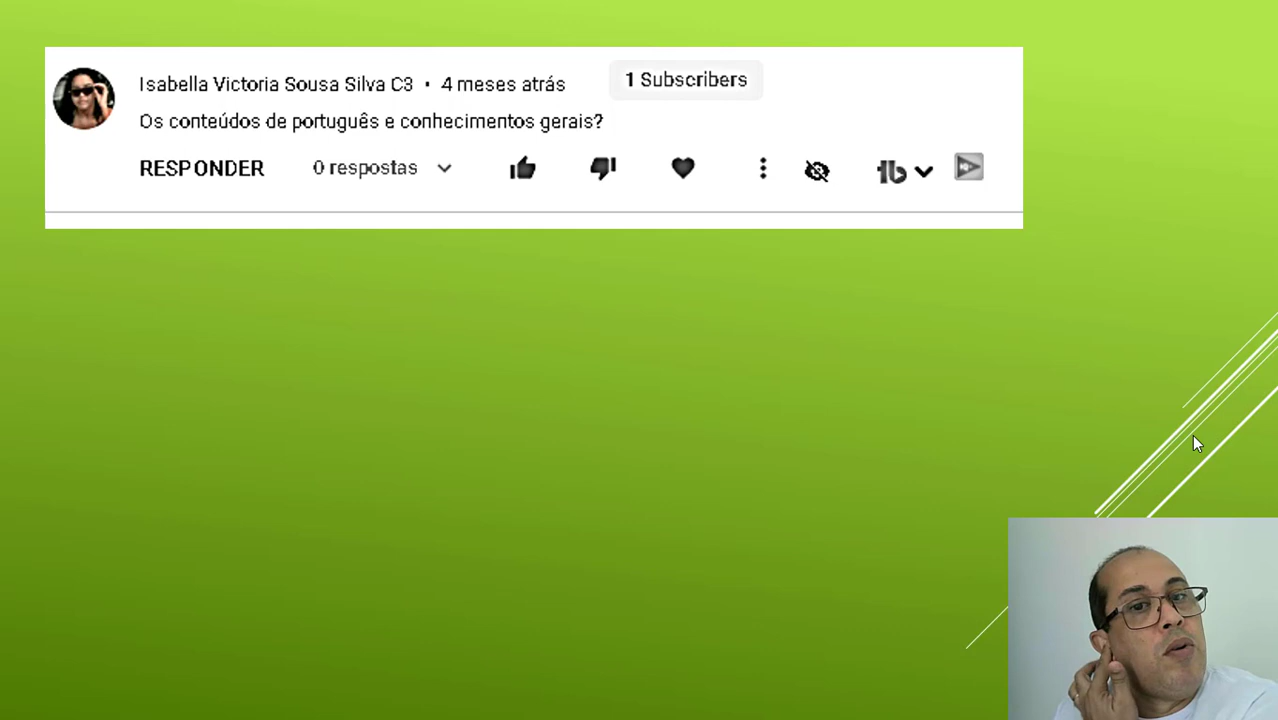 Isabella Victoria Sousa Silva C3 • 4 meses atrás 1 Subscribers
Os conteúdos de português e conhecimentos gerais?
RESPONDER 0 respostas